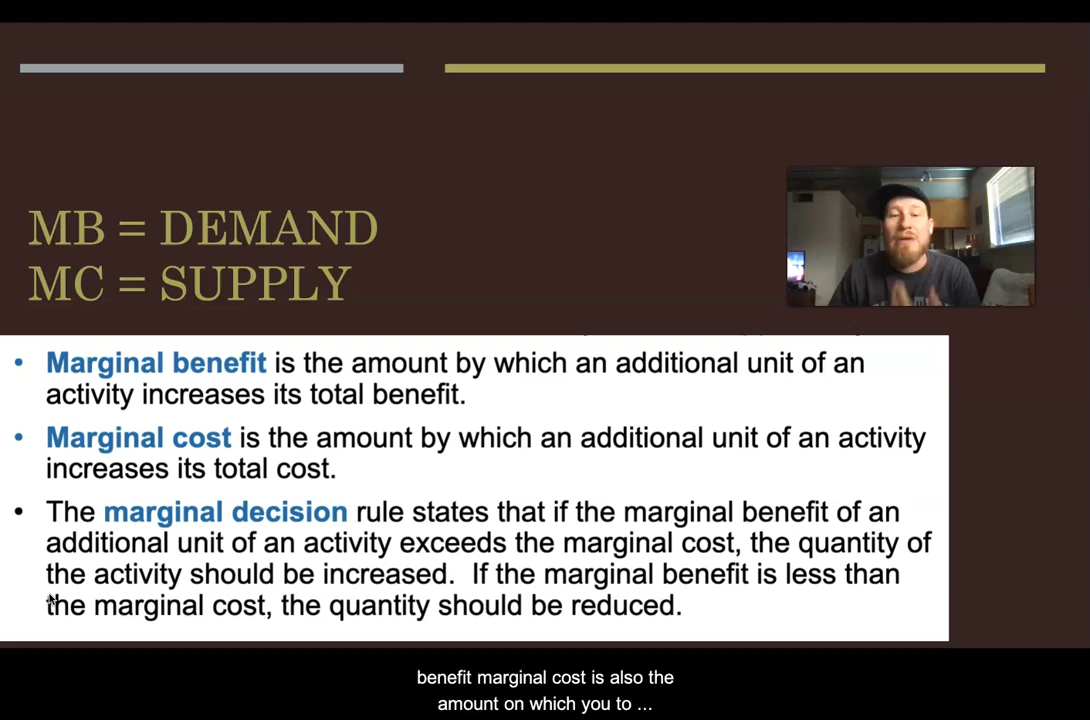 MB = DEMAND
MC = SUPPLY
• Marginal benefit is the amount by which an additional unit of an
activity increases its total benefit.
• Marginal cost is the amount by which an additional unit of an activity
increases its total cost.
• The marginal decision rule states that if the marginal benefit of an
additional unit of an activity exceeds the marginal cost, the quantity of
the activity should be increased.  If the marginal benefit is less than
the marginal cost, the quantity should be reduced.
benefit marginal cost is also the
amount on which you to ...